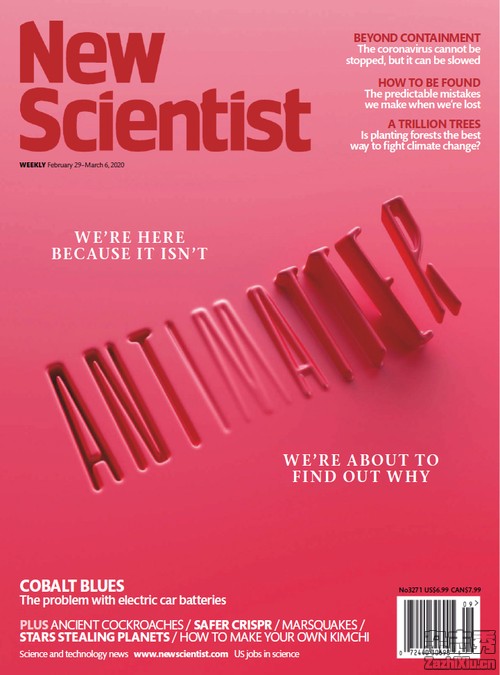 New
Scientist
WEEKLY February 29–March 6, 2020
BEYOND CONTAINMENT
The coronavirus cannot be
stopped, but it can be slowed
HOW TO BE FOUND
The predictable mistakes
we make when we're lost
A TRILLION TREES
Is planting forests the best
way to fight climate change?
WE'RE HERE
BECAUSE IT ISN'T
ANTIMATTER
WE'RE ABOUT TO
FIND OUT WHY
COBALT BLUES
The problem with electric car batteries
PLUS ANCIENT COCKROACHES / SAFER CRISPR / MARSQUAKES /
STARS STEALING PLANETS / HOW TO MAKE YOUR OWN KIMCHI
Science and technology news www.newscientist.com US jobs in science
No3271 US$6.99 CAN$7.99
09>
ZazhiXiu.cn